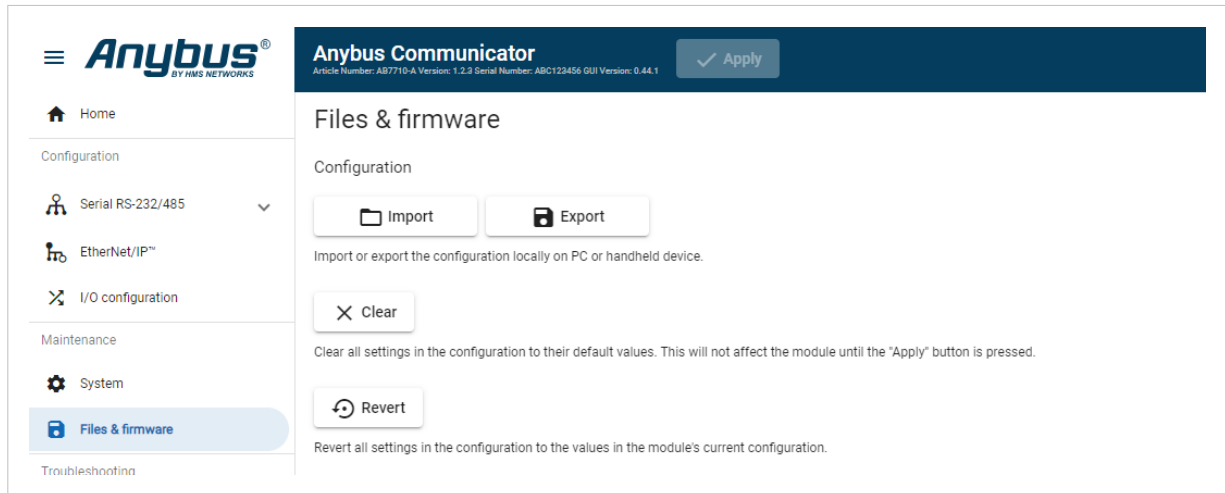 Anybus®
BY HMS NETWORKS
Anybus Communicator
Article Number: AB7710-A Version: 1.2.3 Serial Number: ABC123456 GUI Version: 0.44.1
Apply
Home
Configuration
Serial RS-232/485
EtherNet/IP™
I/O configuration
Maintenance
System
Files & firmware
Troubleshooting
Files & firmware
Configuration
Import
Export
Import or export the configuration locally on PC or handheld device.
Clear
Clear all settings in the configuration to their default values. This will not affect the module until the "Apply" button is pressed.
Revert
Revert all settings in the configuration to the values in the module's current configuration.